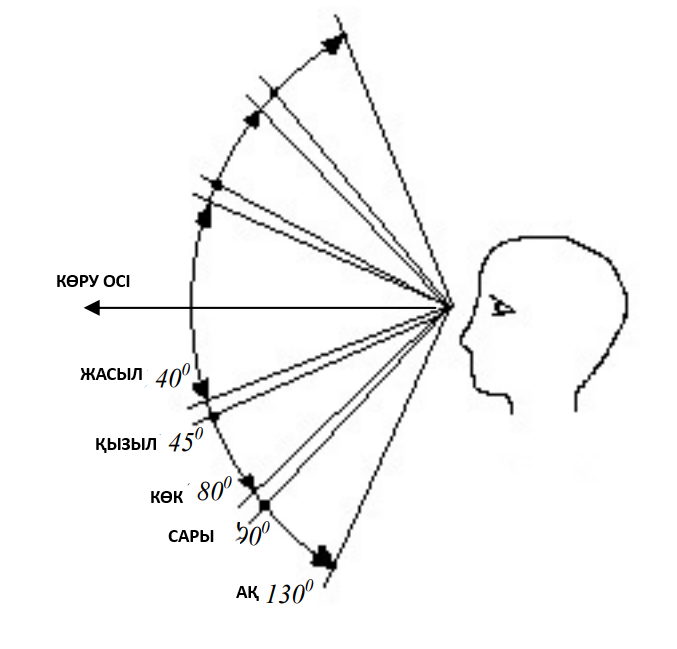 КӨРУ ОСІ
ЖАСЫЛ 40⁰
ҚЫЗЫЛ 45⁰
КӨК 80⁰
САРЫ 90⁰
АҚ 130⁰